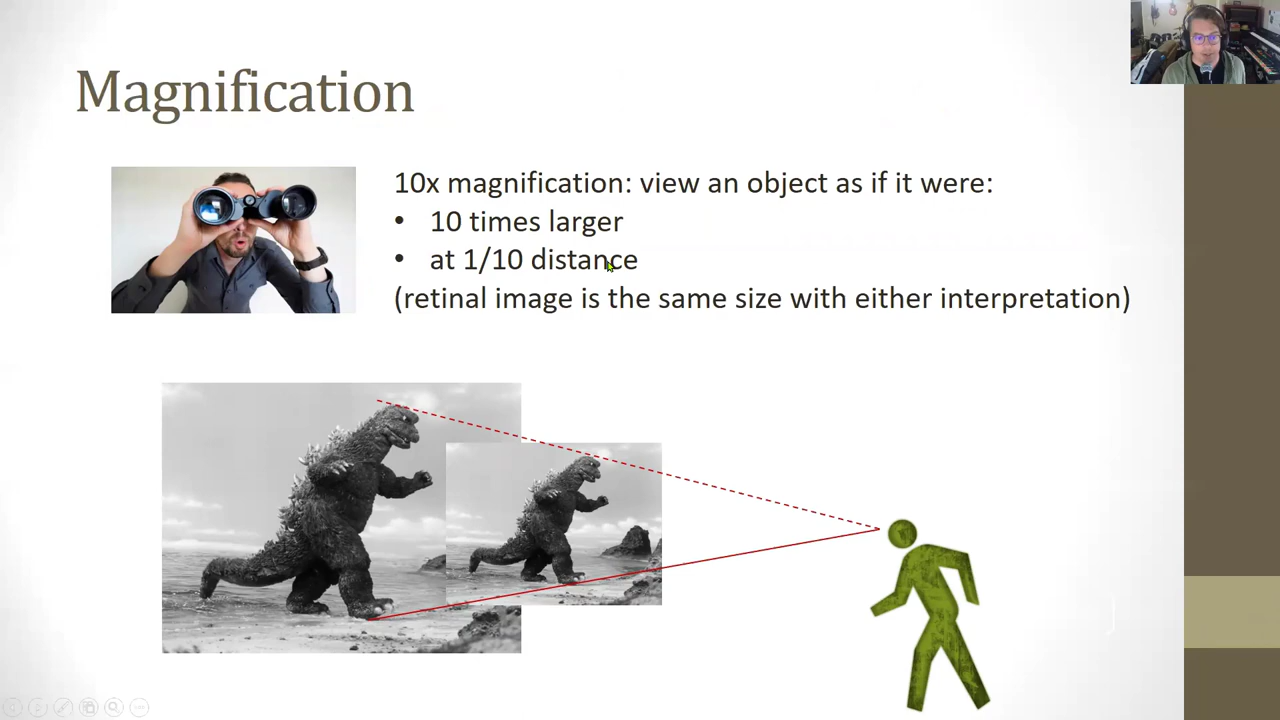 Magnification
10x magnification: view an object as if it were:
• 10 times larger
• at 1/10 distance
(retinal image is the same size with either interpretation)